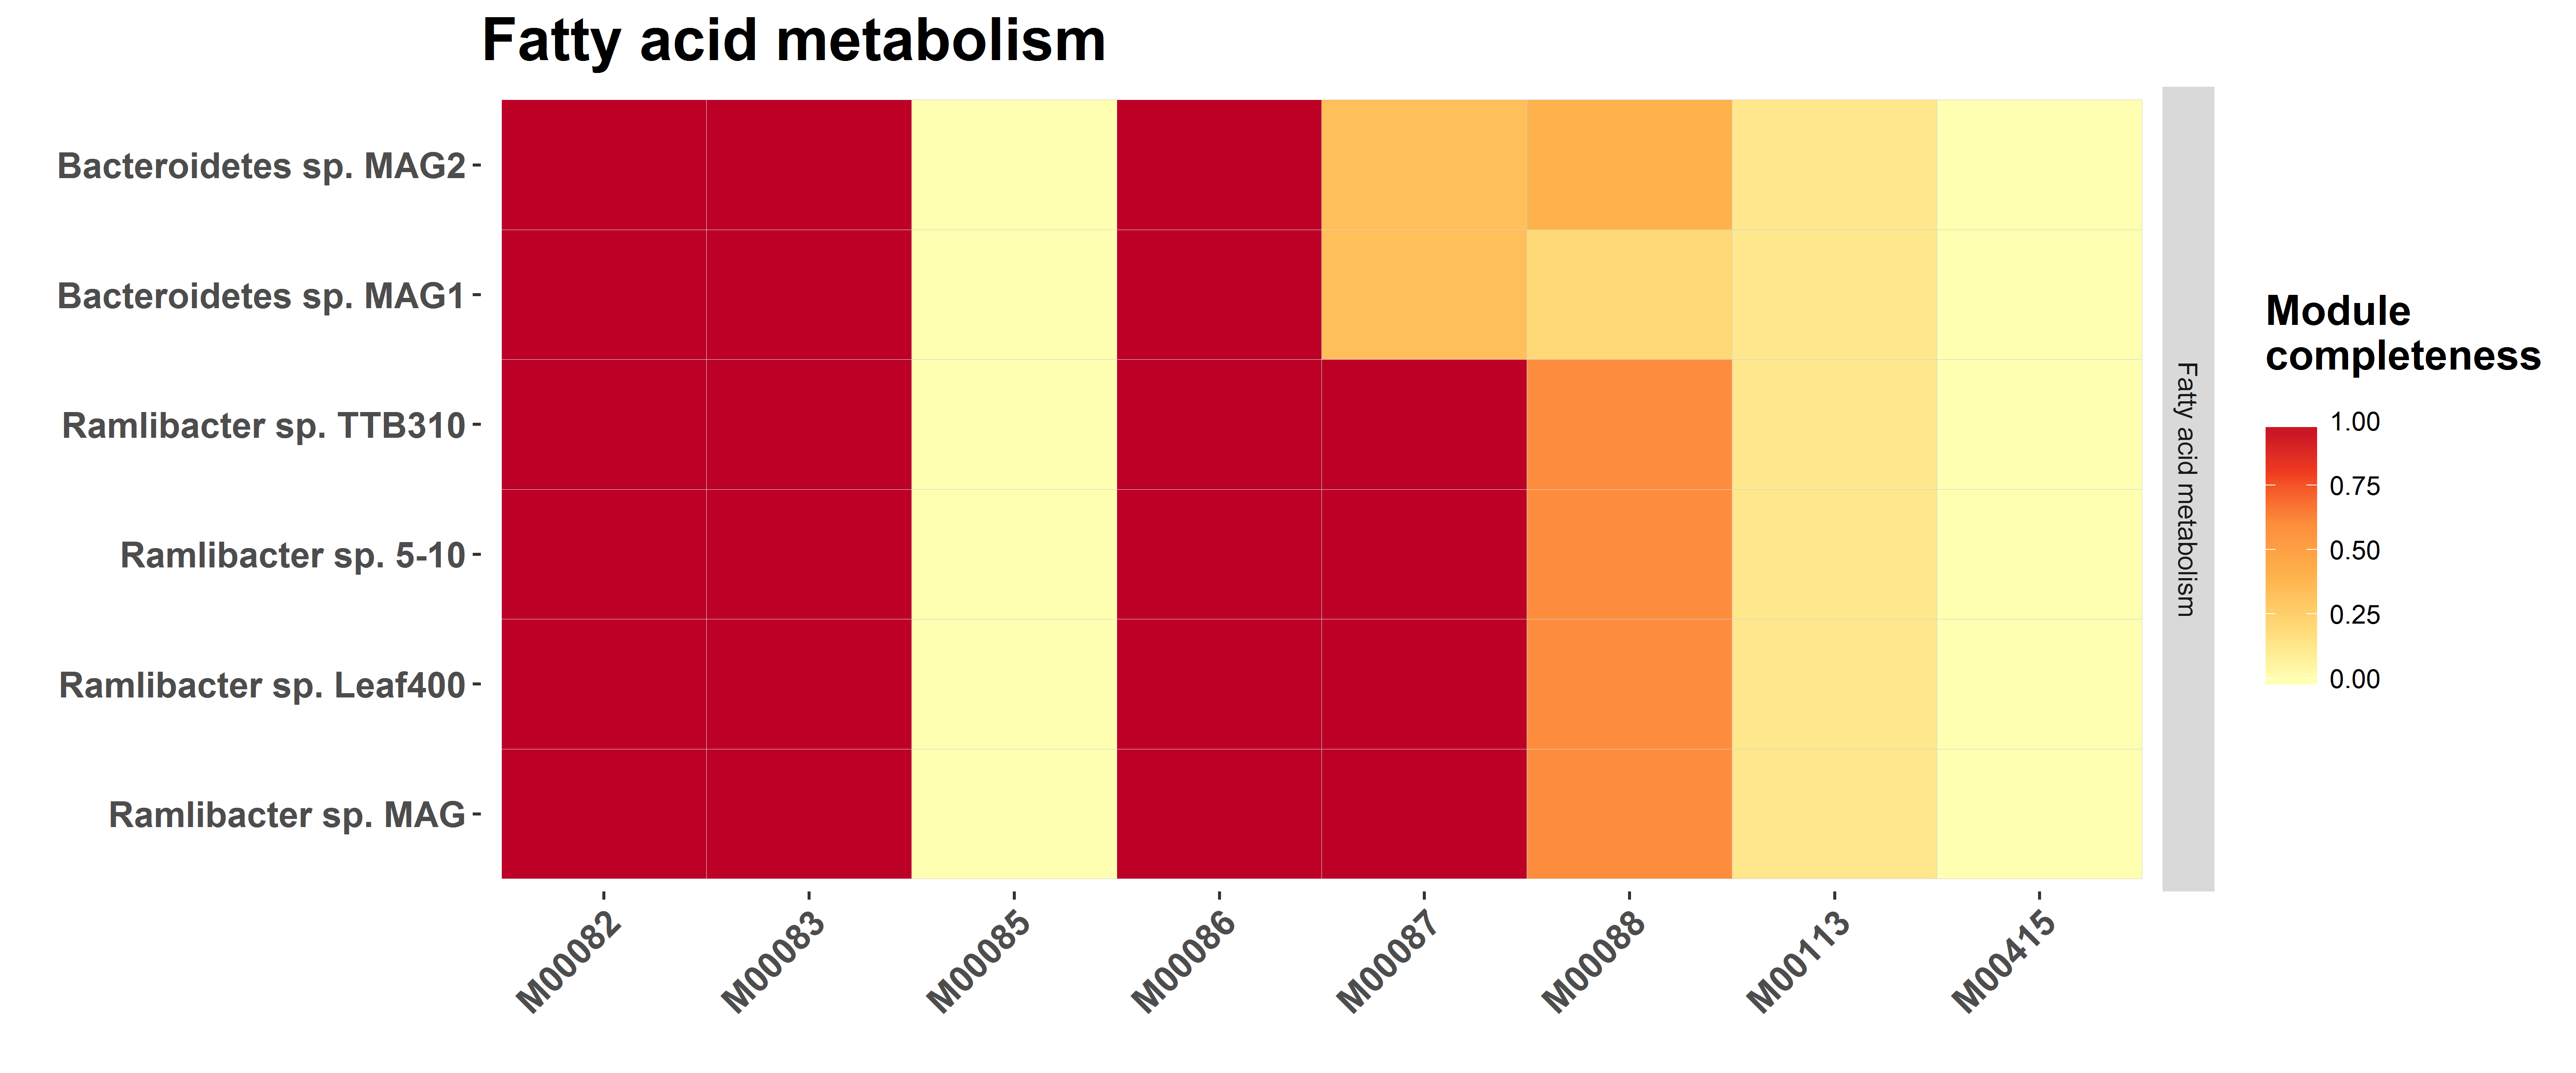 Fatty acid metabolism
Bacteroidetes sp. MAG2
Bacteroidetes sp. MAG1
Ramlibacter sp. TTB310
Ramlibacter sp. 5-10
Ramlibacter sp. Leaf400
Ramlibacter sp. MAG
M00082
M00083
M00085
M00086
M00087
M00088
M00113
M00415
Fatty acid metabolism
Module
completeness
1.00
0.75
0.50
0.25
0.00